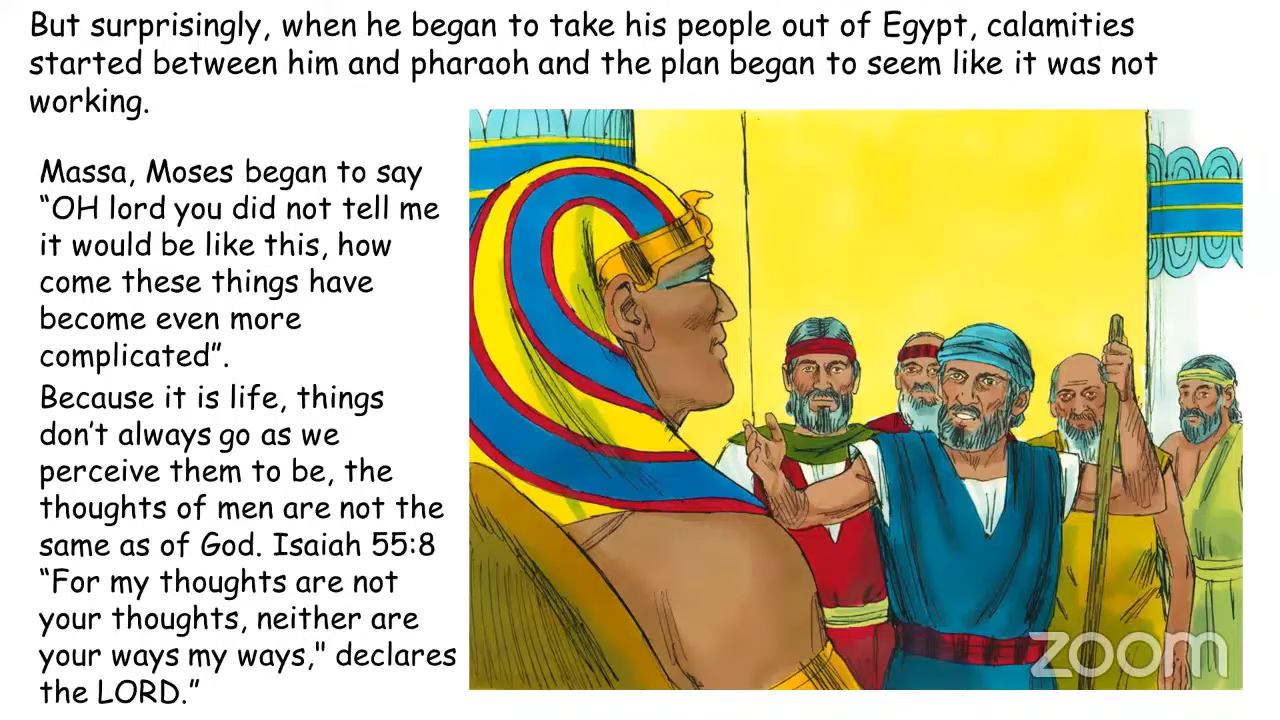 But surprisingly, when he began to take his people out of Egypt, calamities
started between him and pharaoh and the plan began to seem like it was not
working.
Massa, Moses began to say
“OH lord you did not tell me
it would be like this, how
come these things have
become even more
complicated”.
Because it is life, things
don’t always go as we
perceive them to be, the
thoughts of men are not the
same as of God. Isaiah 55:8
“For my thoughts are not
your thoughts, neither are
your ways my ways," declares
the LORD.”
zoom